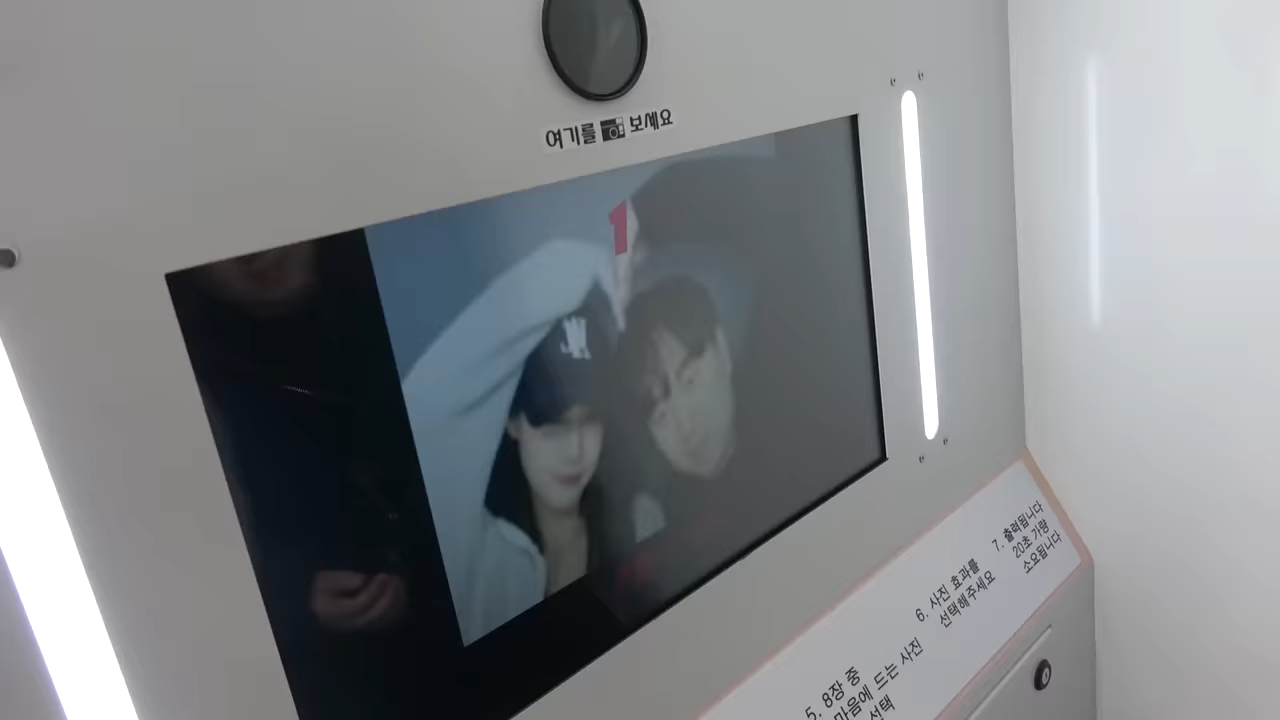 여기를 보세요
1
5. 8장 중
마음에 드는 사진
선택
6. 사진 효과를
선택해주세요
7. 출력됩니다
20초 가량
소요됩니다